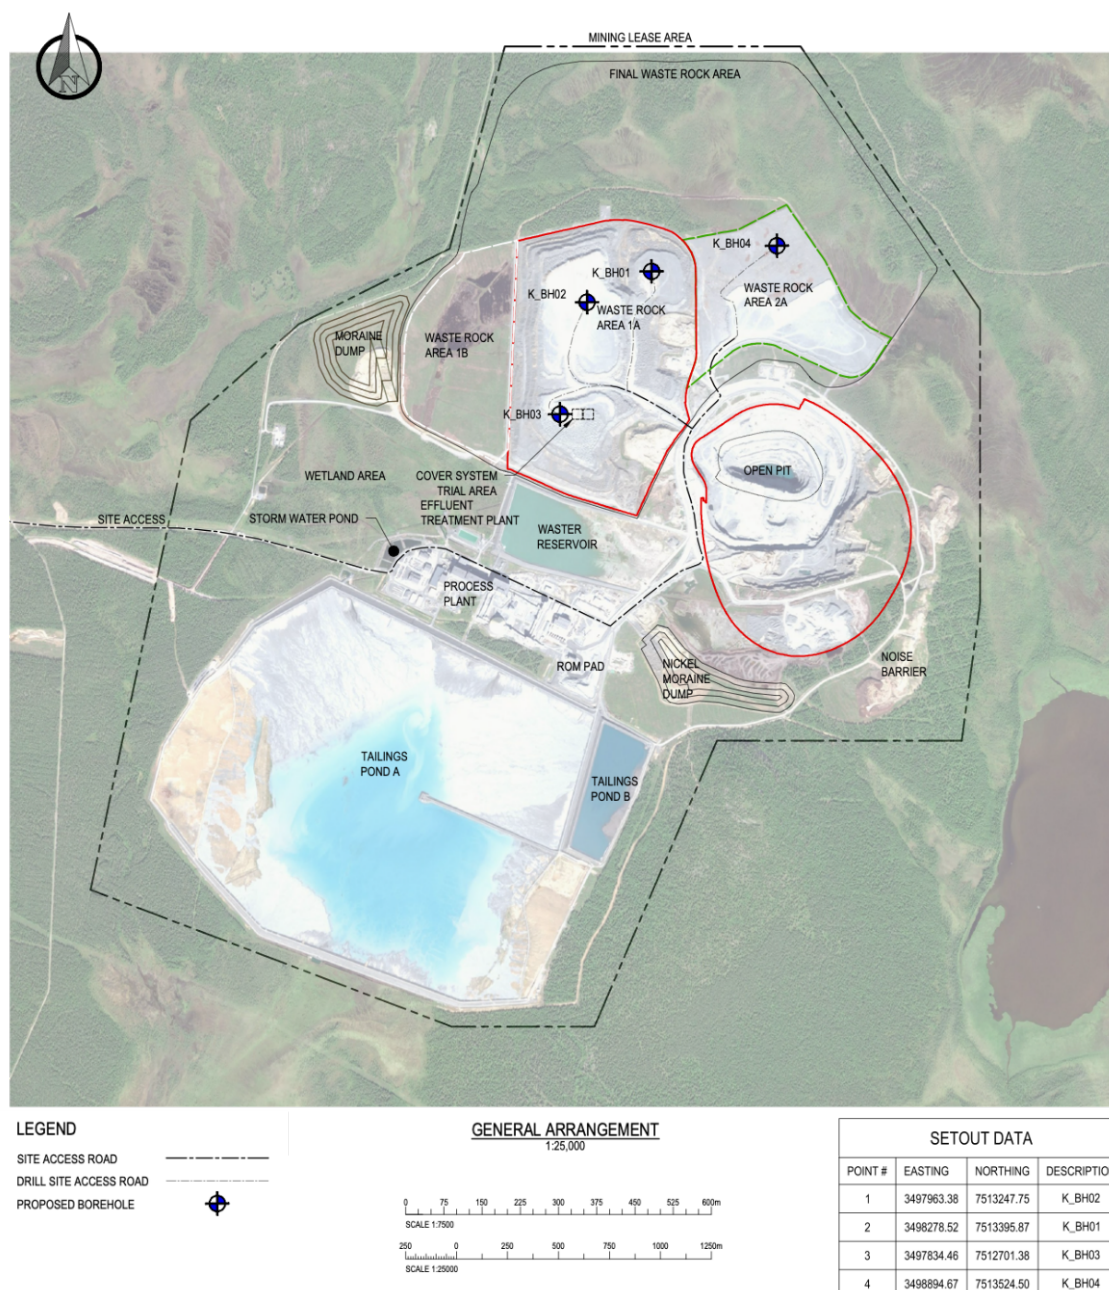 MINING LEASE AREA
FINAL WASTE ROCK AREA
N
K_BH04
K_BH01
WASTE ROCK
AREA 2A
K_BH02
WASTE ROCK
AREA 1A
MORAINE
DUMP
WASTE ROCK
AREA 1B
K_BH03
OPEN PIT
WETLAND AREA
COVER SYSTEM
TRIAL AREA
EFFLUENT
TREATMENT PLANT
SITE ACCESS
STORM WATER POND
WASTER
RESERVOIR
PROCESS
PLANT
ROM PAD
NICKEL
MORAINE
DUMP
NOISE
BARRIER
TAILINGS
POND A
TAILINGS
POND B
LEGEND
SITE ACCESS ROAD
DRILL SITE ACCESS ROAD
PROPOSED BOREHOLE
GENERAL ARRANGEMENT
1:25,000
0 75 150 225 300 375 450 525 600m
SCALE 1:7500
250 0 250 500 750 1000 1250m
SCALE 1:25000
SETOUT DATA
POINT # EASTING NORTHING DESCRIPTIO
1 3497963.38 7513247.75 K_BH02
2 3498278.52 7513395.87 K_BH01
3 3497834.46 7512701.38 K_BH03
4 3498894.67 7513524.50 K_BH04